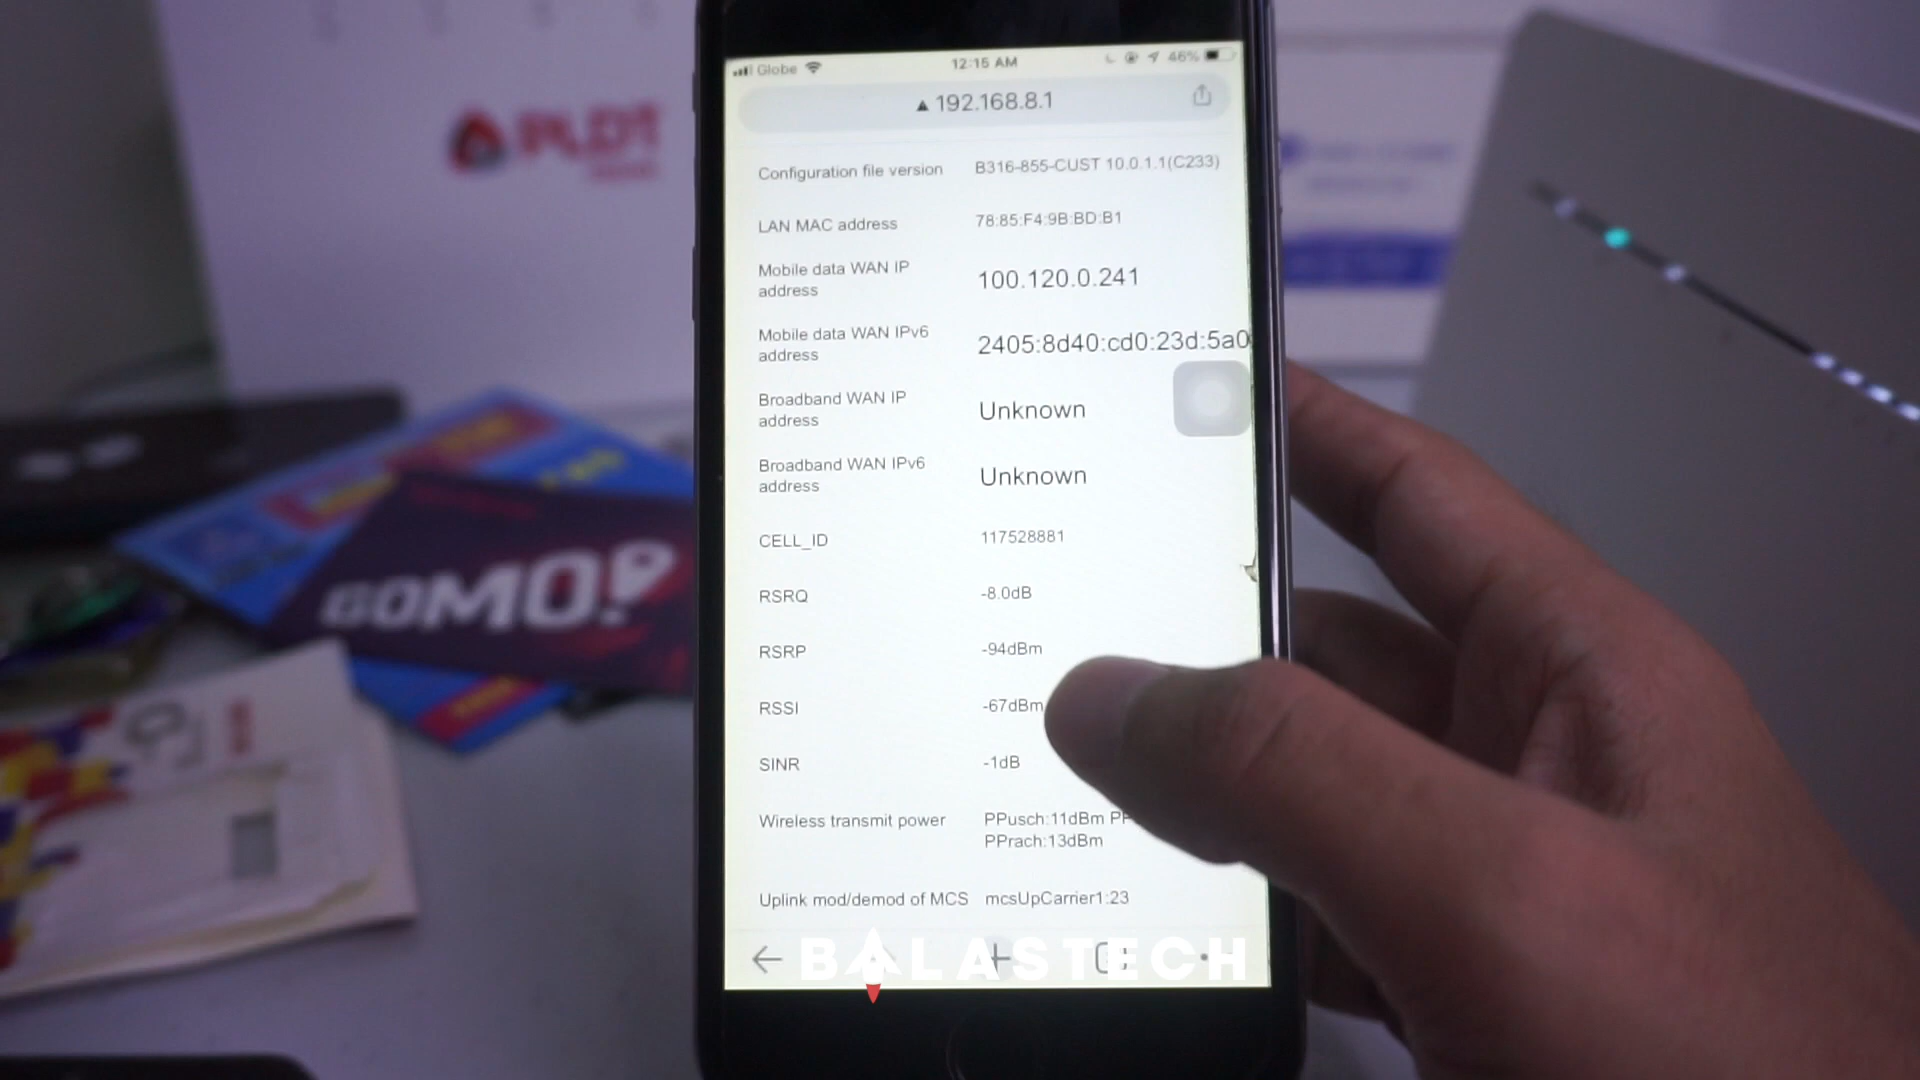 PLDT
Globe 12:15 AM 46%
192.168.8.1
Configuration file version B316-855-CUST 10.0.1.1(C233)
LAN MAC address 78:85:F4:9B:BD:B1
Mobile data WAN IP address 100.120.0.241
Mobile data WAN IPv6 address 2405:8d40:cd0:23d:5a0
Broadband WAN IP address Unknown
Broadband WAN IPv6 address Unknown
CELL_ID 117528881
RSRQ -8.0dB
RSRP -94dBm
RSSI -67dBm
SINR -1dB
Wireless transmit power PPusch:11dBm PP
PPrach:13dBm
Uplink mod/demod of MCS mcsUpCarrier1:23
GOMO!
BALASTECH